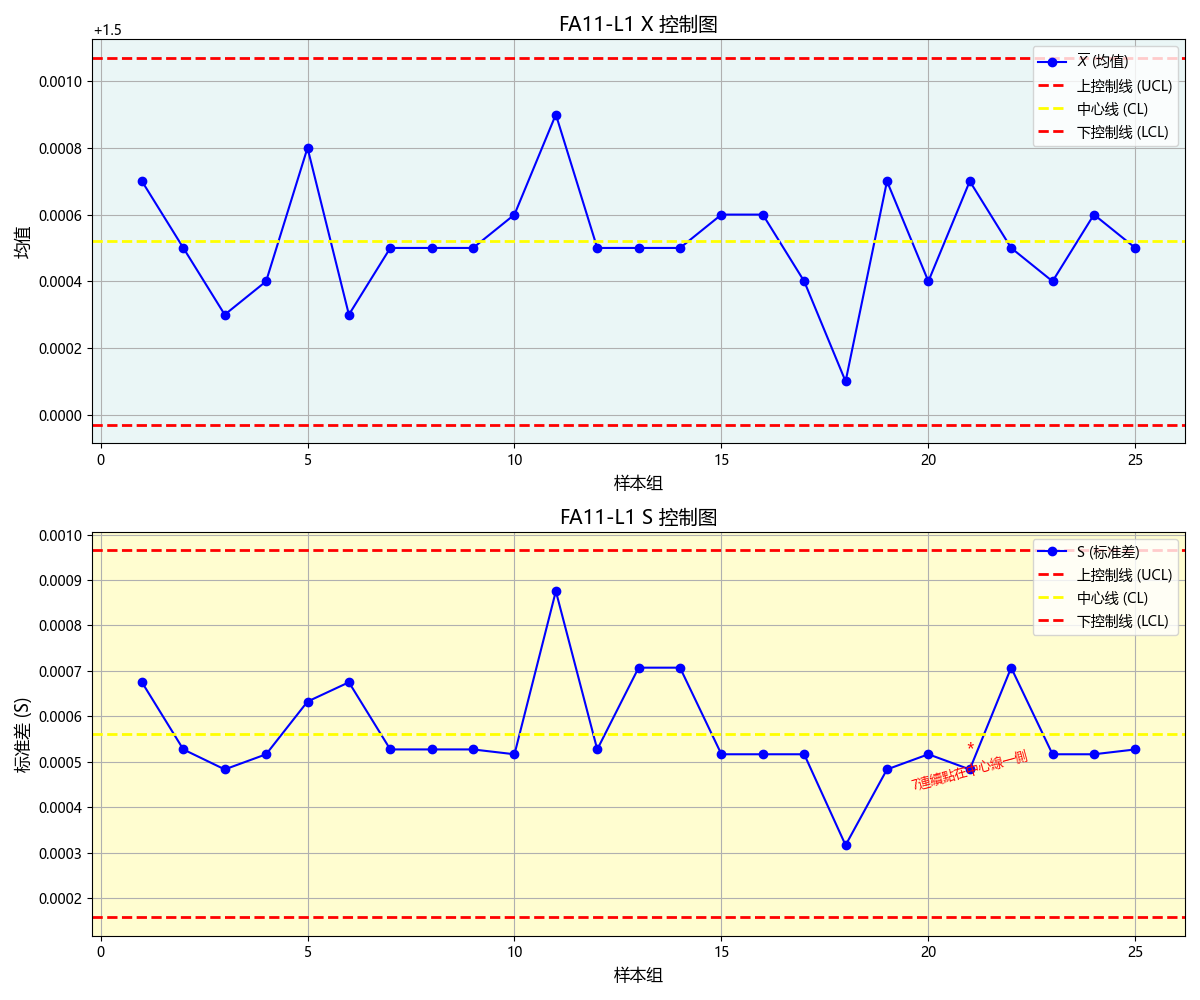 FA11-L1 X 控制图
+1.5
0.0010
0.0008
0.0006
0.0004
0.0002
0.0000
均值
X (均值)
上控制线 (UCL)
中心线 (CL)
下控制线 (LCL)
0 5 10 15 20 25
样本组
FA11-L1 S 控制图
0.0010
0.0009
0.0008
0.0007
0.0006
0.0005
0.0004
0.0003
0.0002
标准差 (S)
S (标准差)
上控制线 (UCL)
中心线 (CL)
下控制线 (LCL)
*
7連續點在中心線一側
0 5 10 15 20 25
样本组